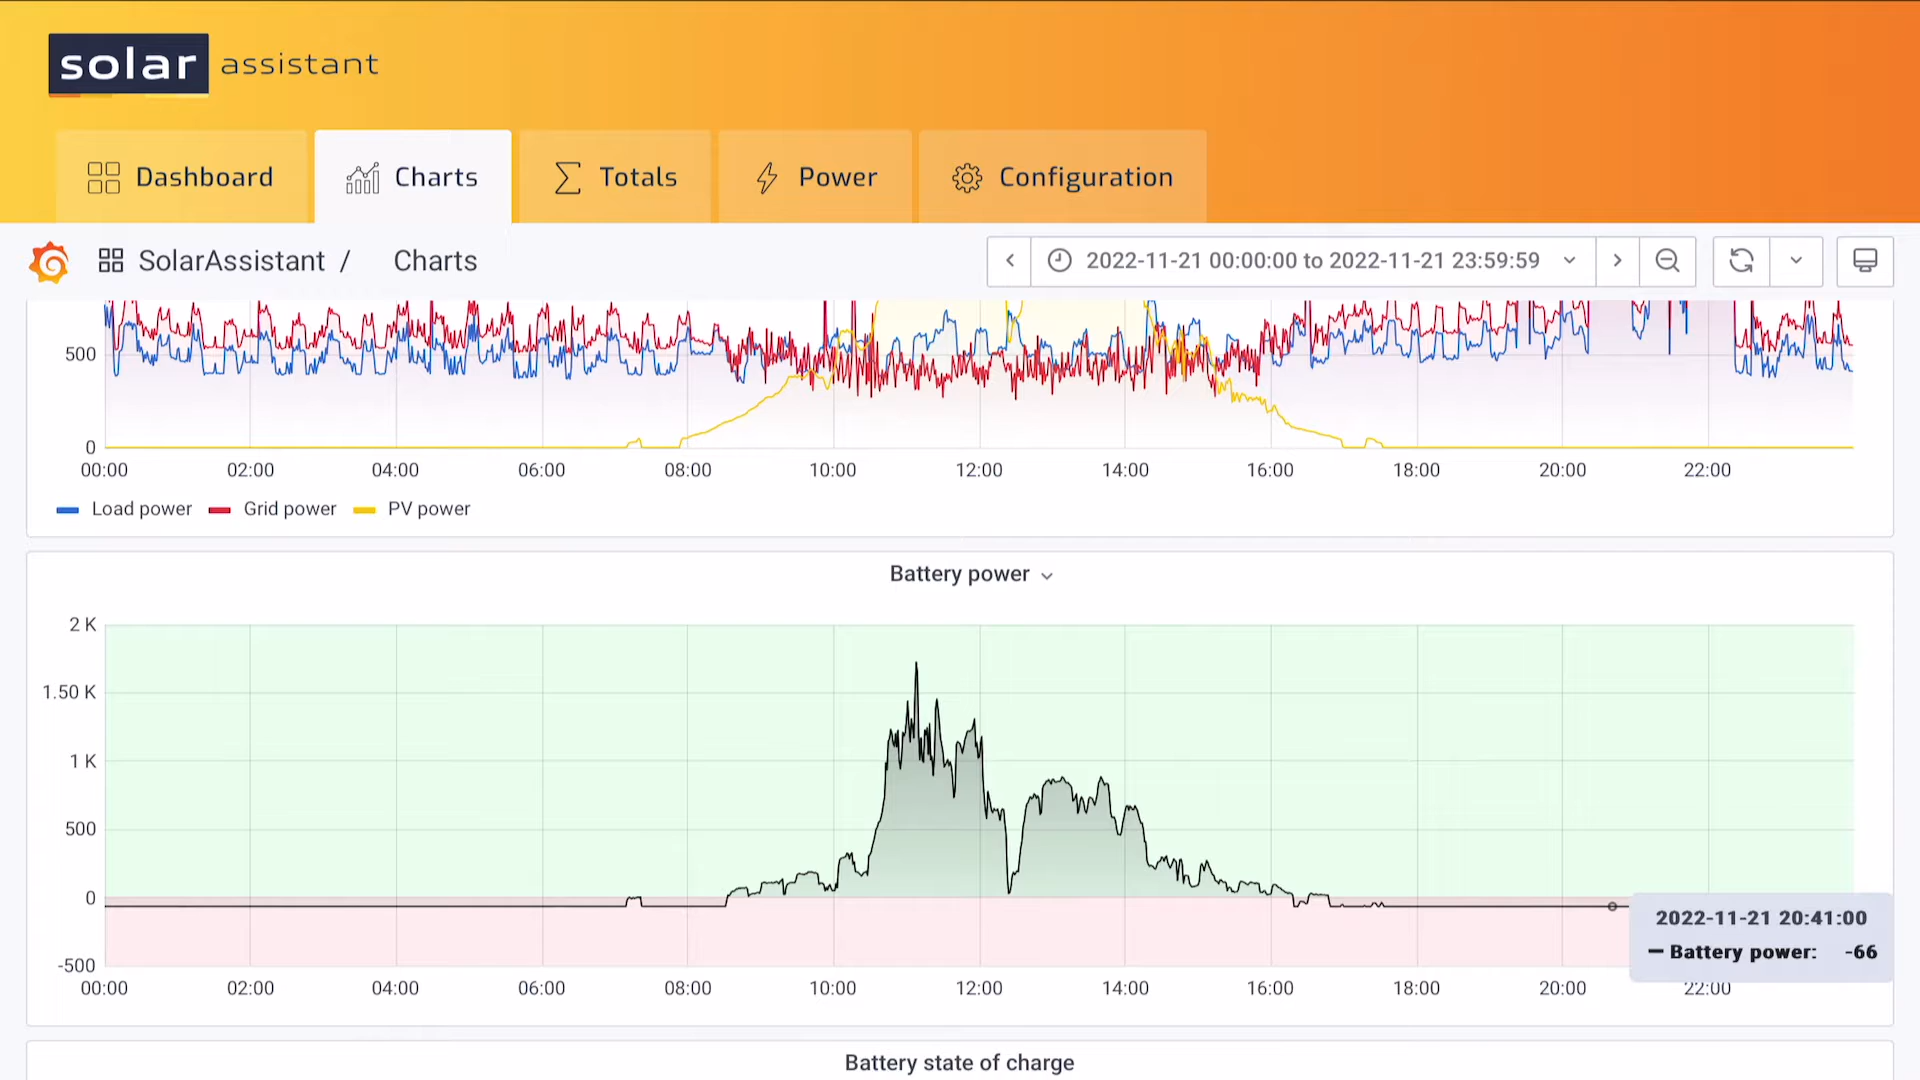 solar assistant
Dashboard Charts Totals Power Configuration
SolarAssistant / Charts 2022-11-21 00:00:00 to 2022-11-21 23:59:59
500
0
00:00 02:00 04:00 06:00 08:00 10:00 12:00 14:00 16:00 18:00 20:00 22:00
Load power Grid power PV power
Battery power
2 K
1.50 K
1 K
500
0
-500
2022-11-21 20:41:00
Battery power: -66
00:00 02:00 04:00 06:00 08:00 10:00 12:00 14:00 16:00 18:00 20:00 22:00
Battery state of charge